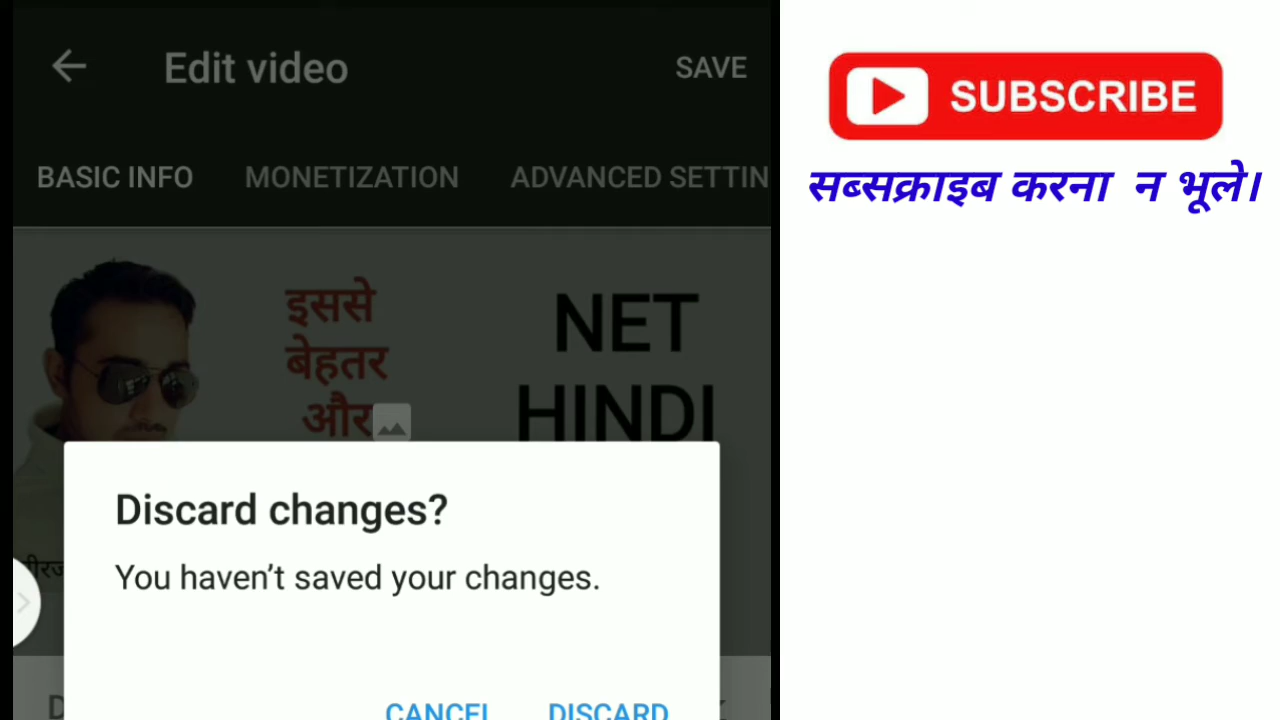 Edit video
SAVE
BASIC INFO
MONETIZATION
ADVANCED SETTIN
इससे
बेहतर
और
NET
HINDI
Discard changes?
You haven't saved your changes.
CANCEL
DISCARD
SUBSCRIBE
सब्सक्राइब करना न भूले।